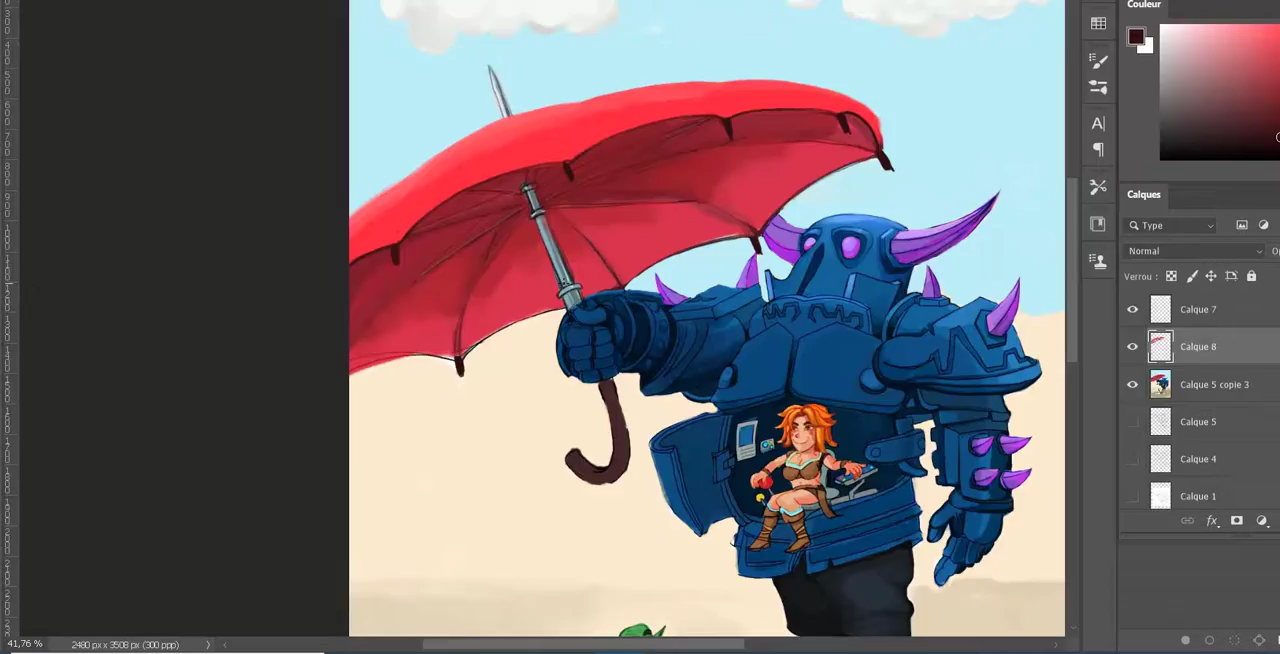 Couleur
Calques
Type
Normal
Op
Verrou :
Calque 7
Calque 8
Calque 5 copie 3
Calque 5
Calque 4
Calque 1
fx
41,76 %
2480 px x 3508 px (300 ppp)